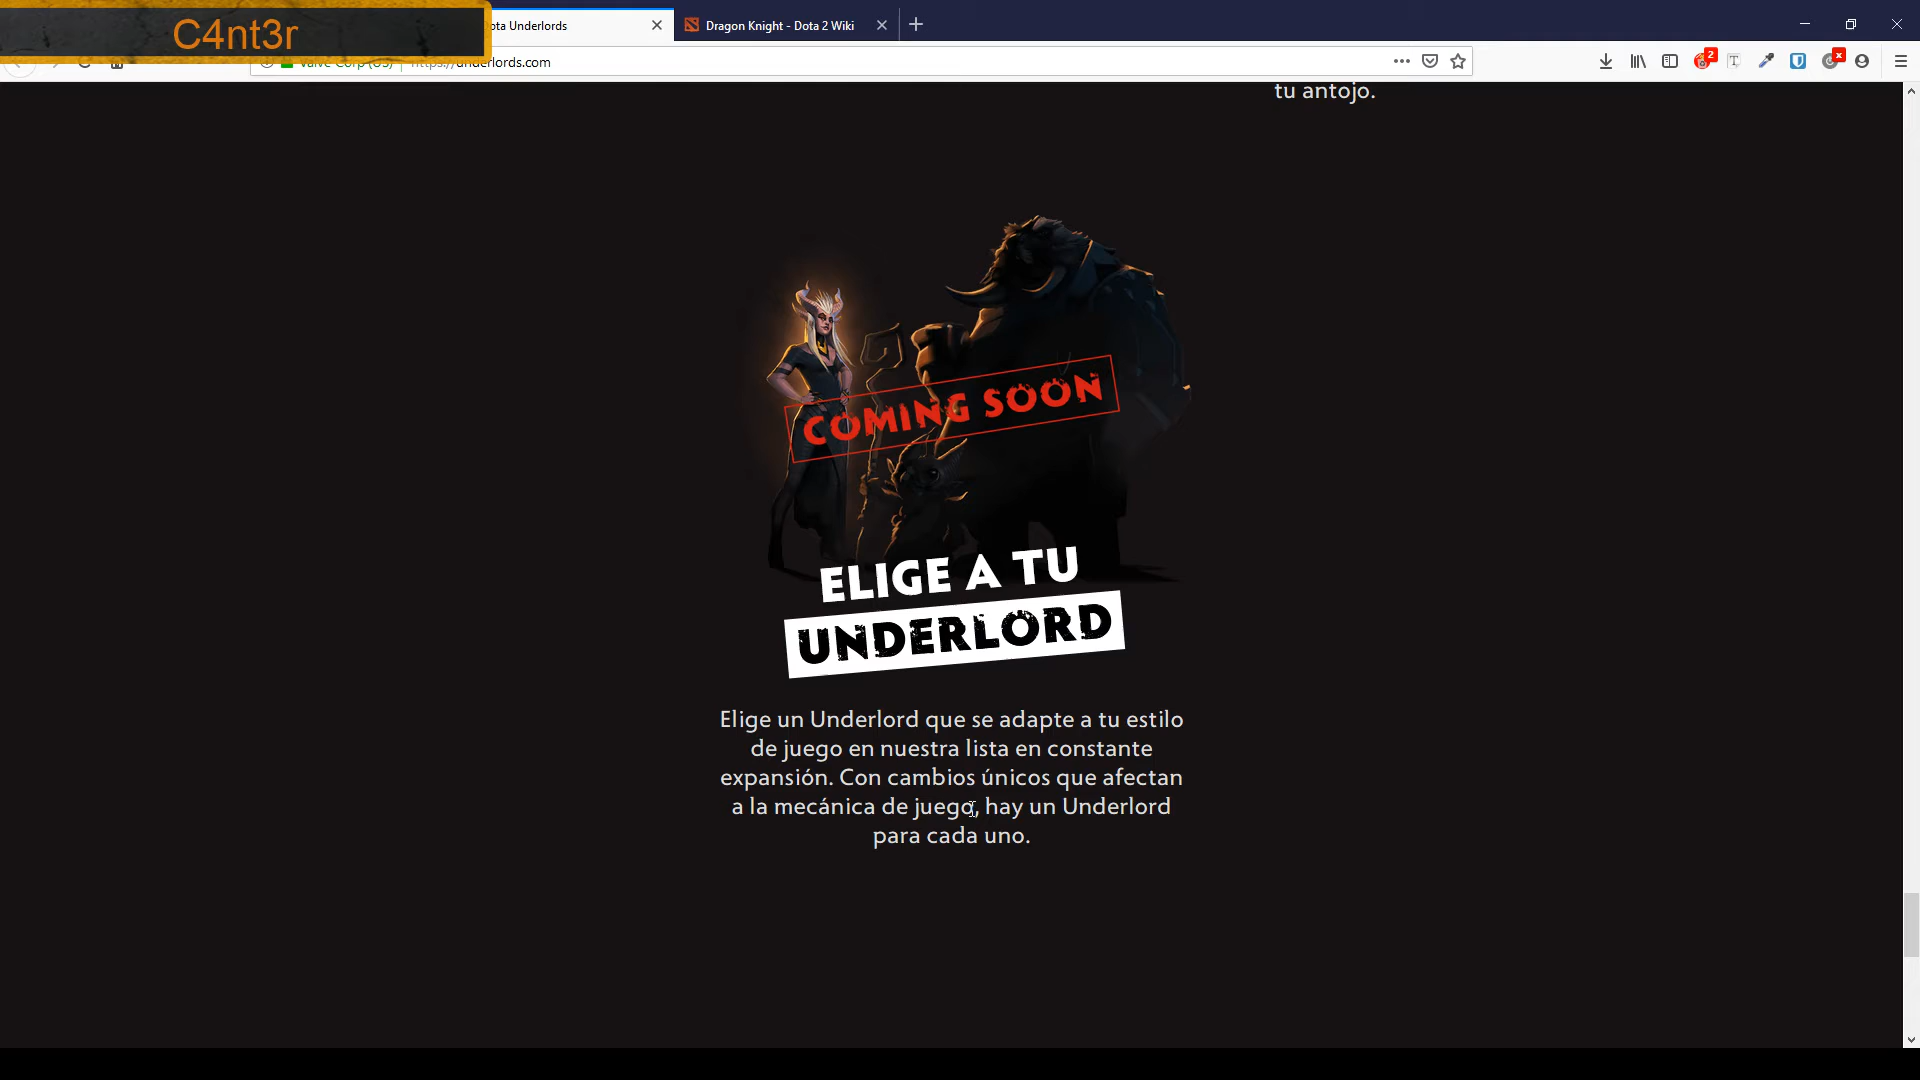 C4nt3r
ota Underlords
Dragon Knight - Dota 2 Wiki
underlords.com
2
tu antojo.
COMING SOON
ELIGE A TU
UNDERLORD
Elige un Underlord que se adapte a tu estilo
de juego en nuestra lista en constante
expansión. Con cambios únicos que afectan
a la mecánica de juego, hay un Underlord
para cada uno.